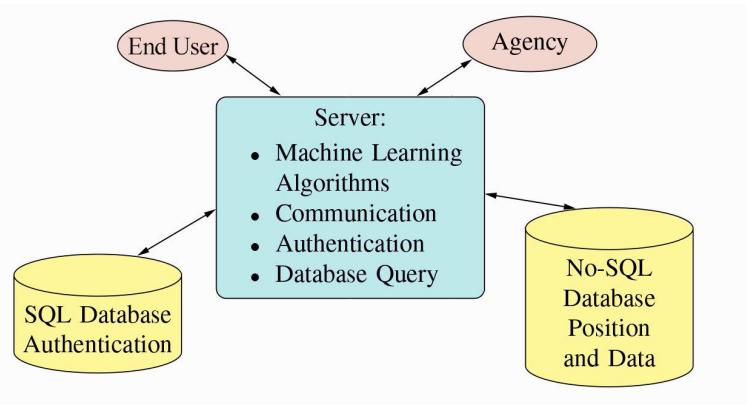 End User
Agency
Server:
• Machine Learning
Algorithms
• Communication
• Authentication
• Database Query
SQL Database
Authentication
No-SQL
Database
Position
and Data